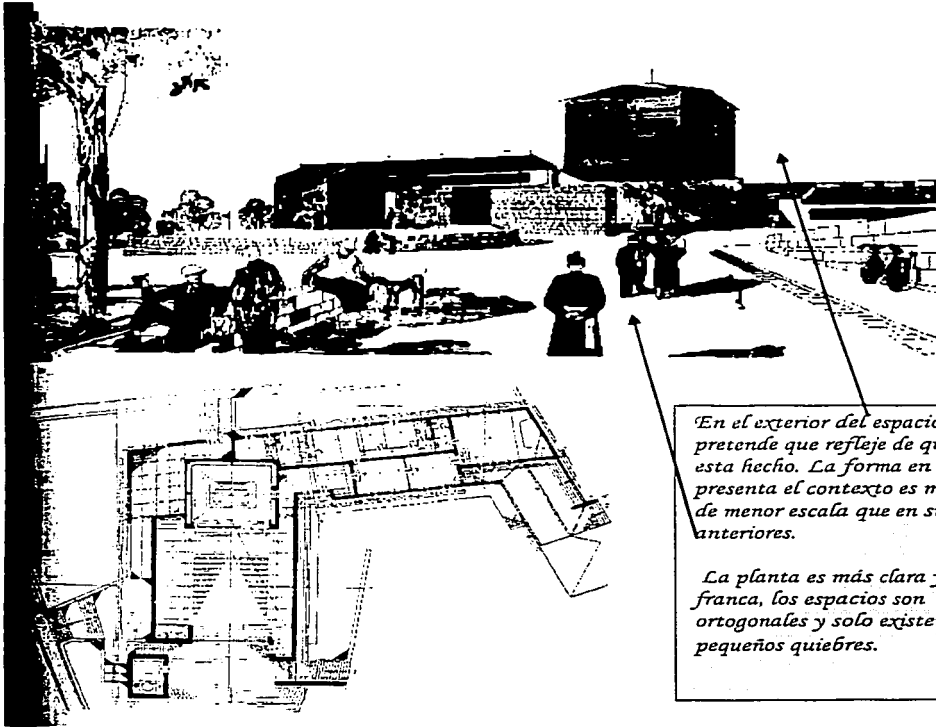 En el exterior del espacio
pretende que refleje de
esta hecho. La forma en
presenta el contexto es
de menor escala que en
anteriores.
La planta es más clara
franca, los espacios son
ortogonales y solo existe
pequeños quiebres.